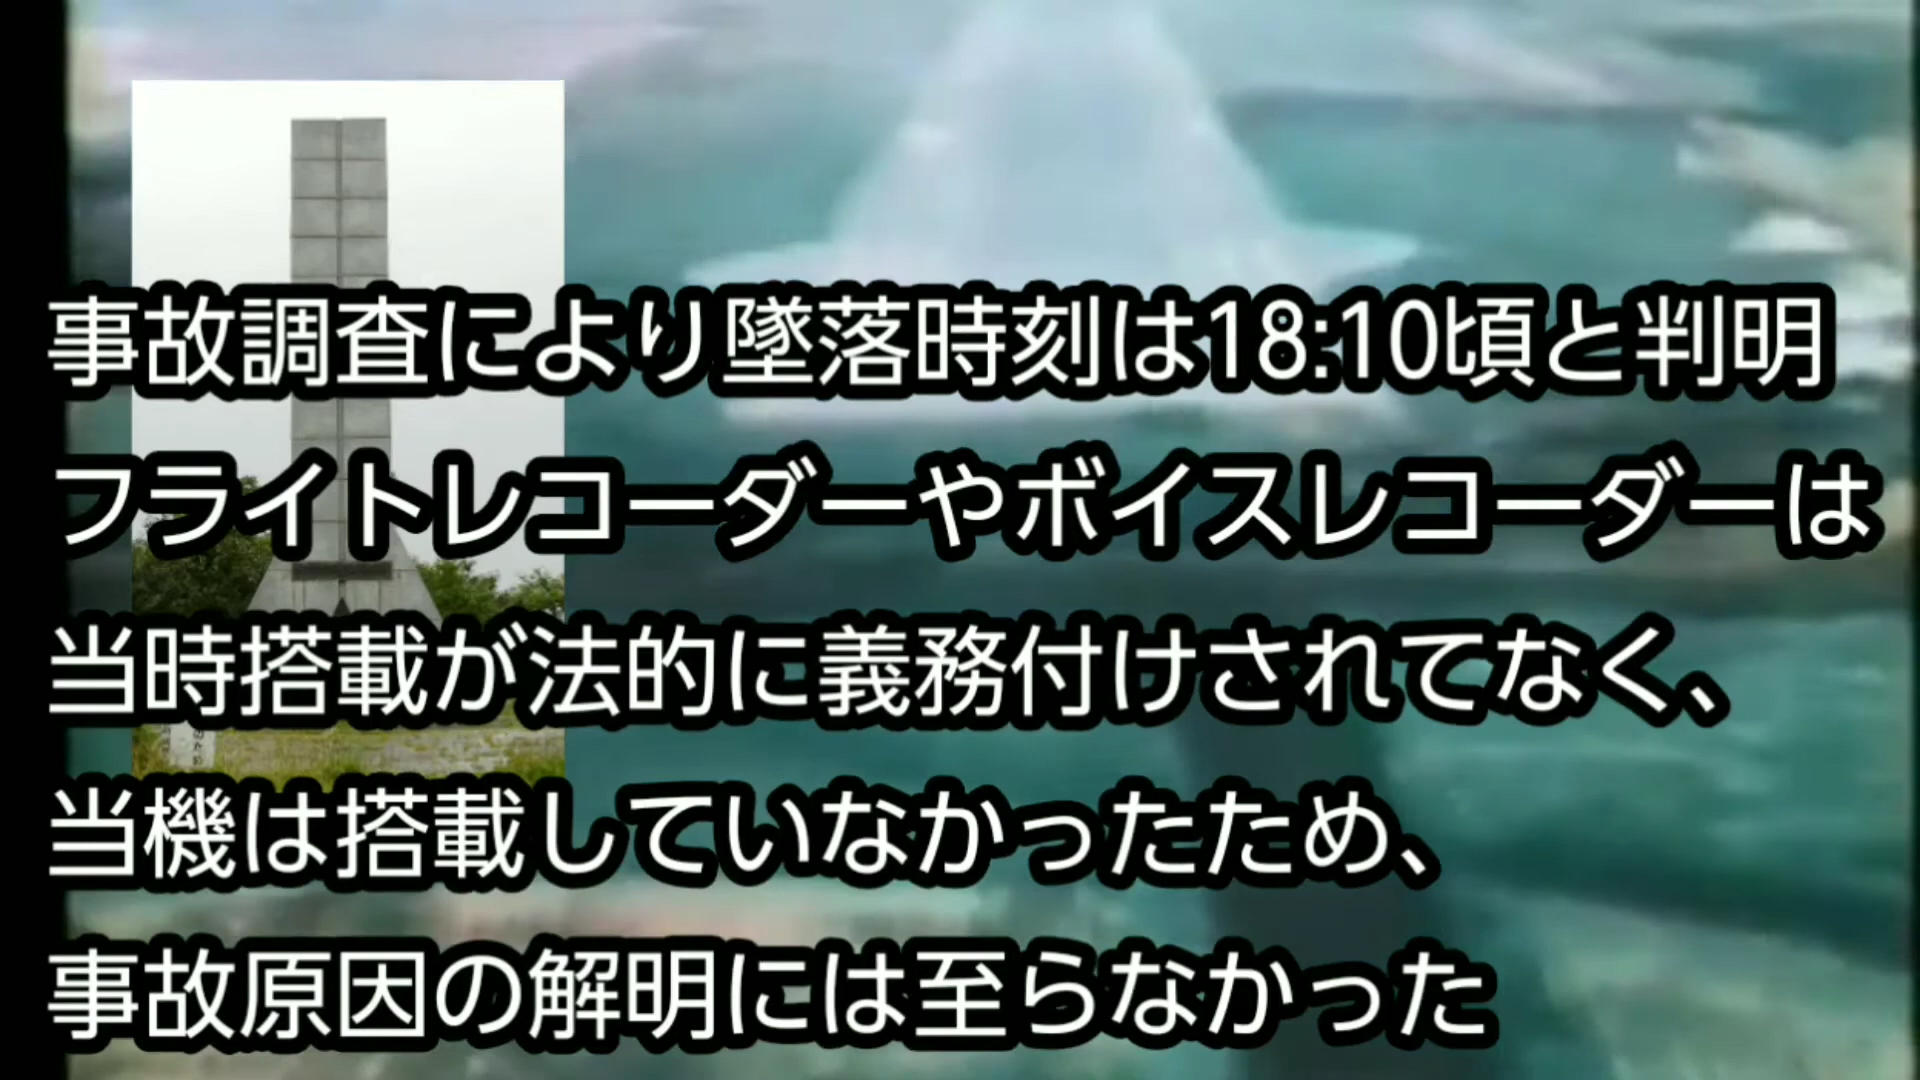 事故調査により墜落時刻は18:10頃と判明
フライトレコーダーやボイスレコーダーは
当時搭載が法的に義務付けされてなく、
当機は搭載していなかったため、
事故原因の解明には至らなかった